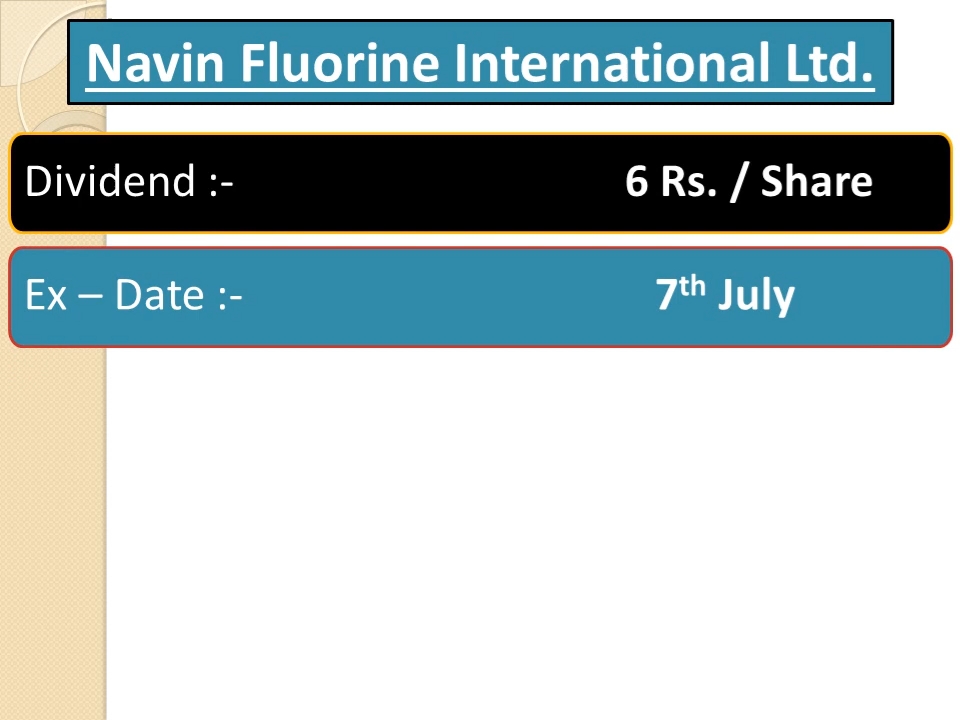 Navin Fluorine International Ltd.
Dividend :- 6 Rs. / Share
Ex – Date :- 7th July